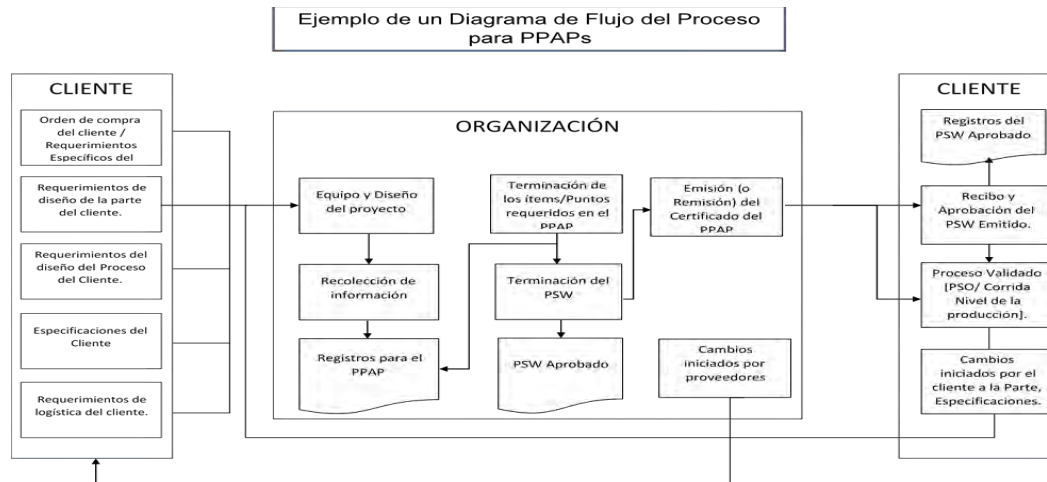 Ejemplo de un Diagrama de Flujo del Proceso
para PPAPs
CLIENTE
Orden de compra
del cliente /
Requerimientos
Específicos del
Requerimientos de
diseño de la parte
del cliente.
Requerimientos del
diseño del Proceso
del Cliente.
Especificaciones del
Cliente
Requerimientos de
logística del cliente.
ORGANIZACIÓN
Equipo y Diseño
del proyecto
Recolección de
información
Registros para el
PPAP
Terminación de
los ítems/Puntos
requeridos en el
PPAP
Terminación del
PSW
PSW Aprobado
Emisión (o
Remisión) del
Certificado del
PPAP
Cambios
iniciados por
proveedores
CLIENTE
Registros del
PSW Aprobado
Recibo y
Aprobación del
PSW Emitido.
Proceso Validado
[PSO/ Corrida
Nivel de la
producción].
Cambios
iniciados por el
cliente a la Parte,
Especificaciones.